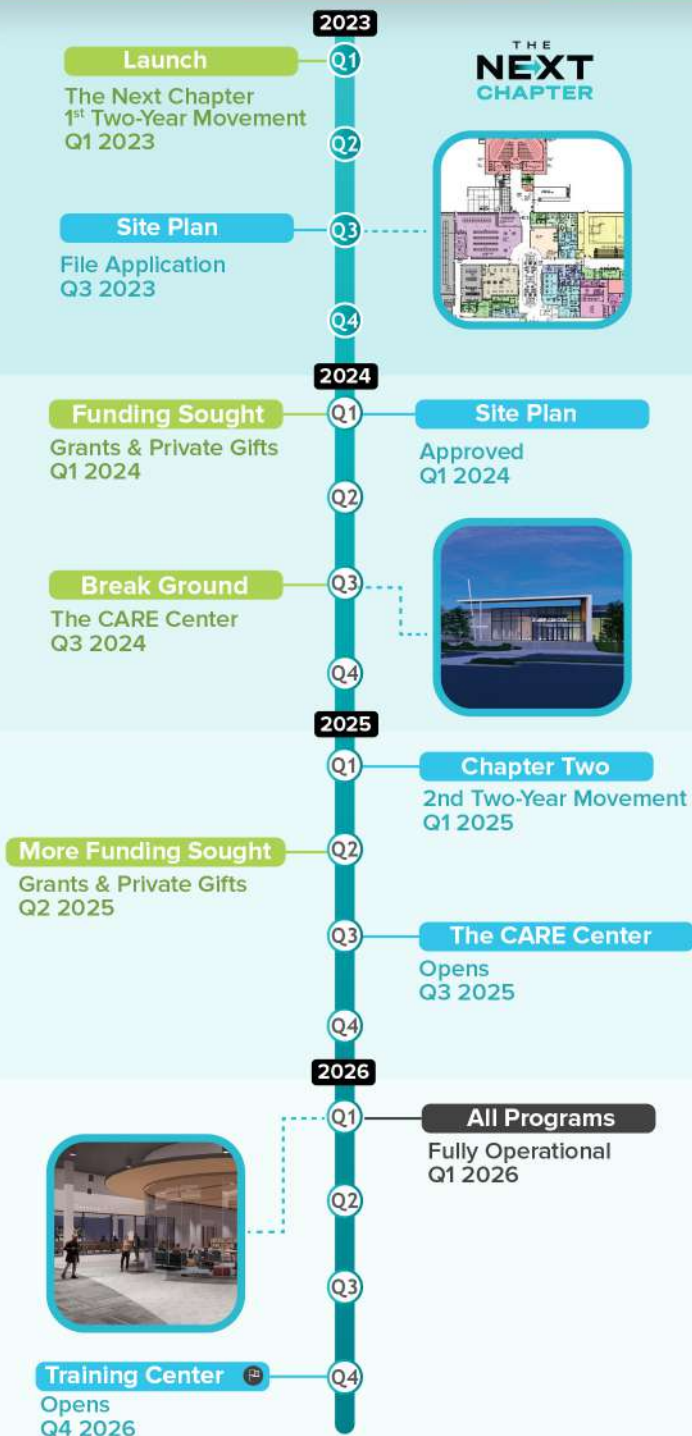 2023
Launch
Q1
THE
NEXT
CHAPTER
The Next Chapter
1st Two-Year Movement
Q1 2023
Q2
Site Plan
Q3
File Application
Q3 2023
Q4
2024
Funding Sought
Q1
Site Plan
Grants & Private Gifts
Q1 2024
Approved
Q1 2024
Q2
Break Ground
Q3
The CARE Center
Q3 2024
Q4
2025
Q1
Chapter Two
2nd Two-Year Movement
Q1 2025
More Funding Sought
Q2
Grants & Private Gifts
Q2 2025
Q3
The CARE Center
Opens
Q3 2025
Q4
2026
Q1
All Programs
Fully Operational
Q1 2026
Q2
Q3
Training Center
Q4
Opens
Q4 2026